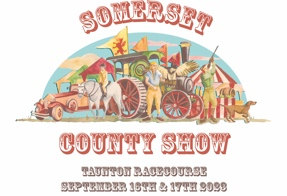 SOMERSET
COUNTY SHOW
TAUNTON RACECOURSE
SEPTEMBER 16TH & 17TH 2023